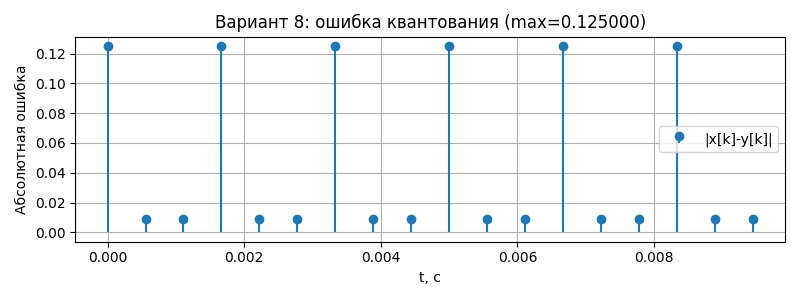 Вариант 8: ошибка квантования (max=0.125000)
Абсолютная ошибка
0.12
0.10
0.08
0.06
0.04
0.02
0.00
|x[k]-y[k]|
0.000 0.002 0.004 0.006 0.008
t, с